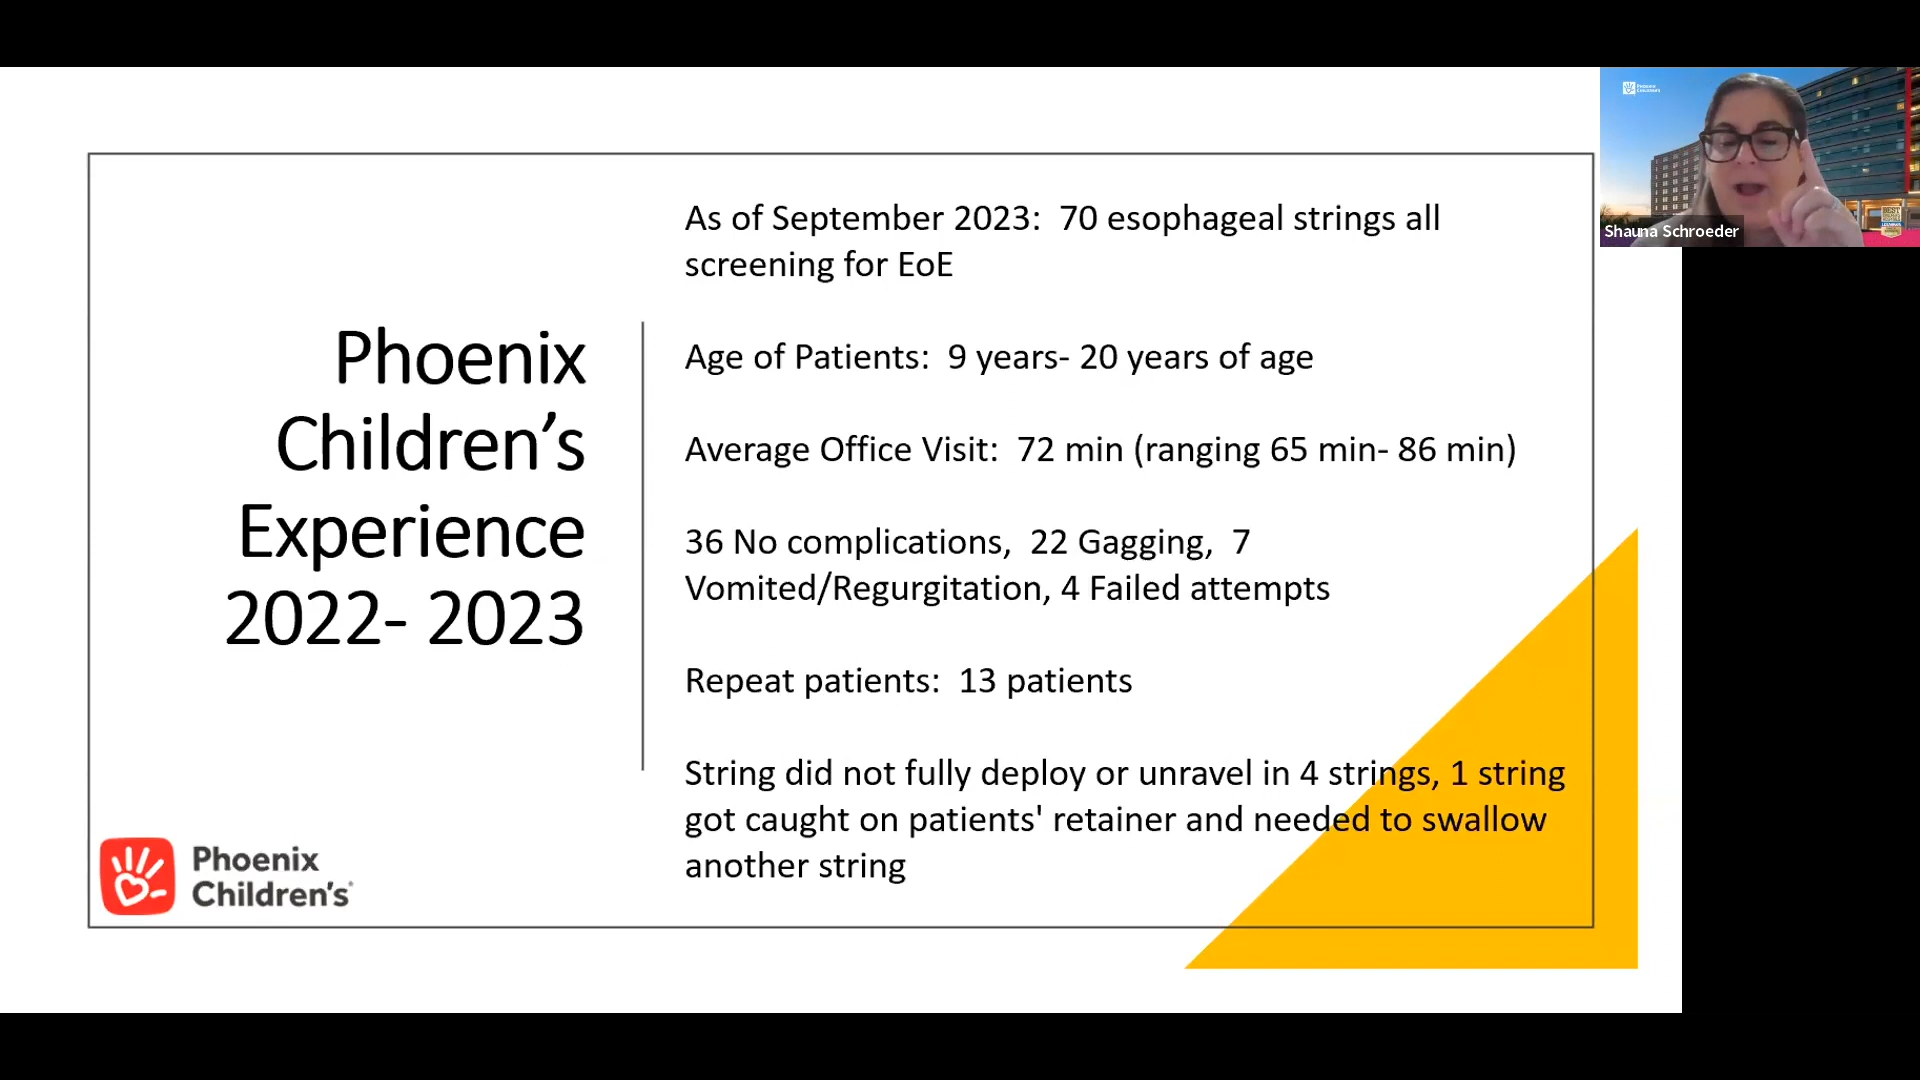 Phoenix
Children's
Shauna Schroeder
Phoenix
Children’s
Experience
2022- 2023
As of September 2023:  70 esophageal strings all
screening for EoE
Age of Patients:  9 years- 20 years of age
Average Office Visit:  72 min (ranging 65 min- 86 min)
36 No complications,  22 Gagging,  7
Vomited/Regurgitation, 4 Failed attempts
Repeat patients:  13 patients
String did not fully deploy or unravel in 4 strings, 1 string
got caught on patients' retainer and needed to swallow
another string
Phoenix
Children's